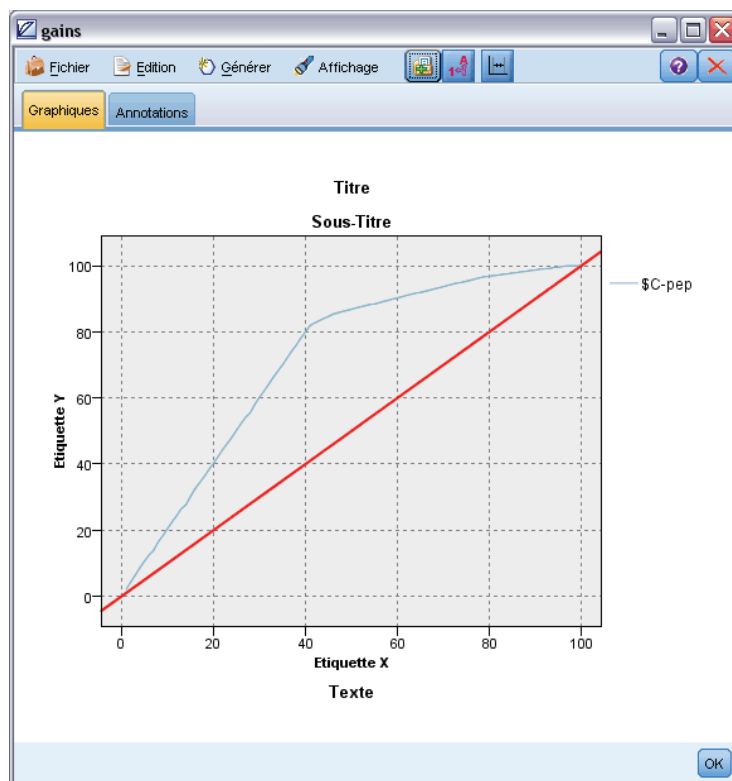 gains
Fichier Edition Générer Affichage
Graphiques Annotations
Titre
Sous-Titre
100
80
60
40
20
0
Etiquette Y
$C-pep
0 20 40 60 80 100
Etiquette X
Texte
OK